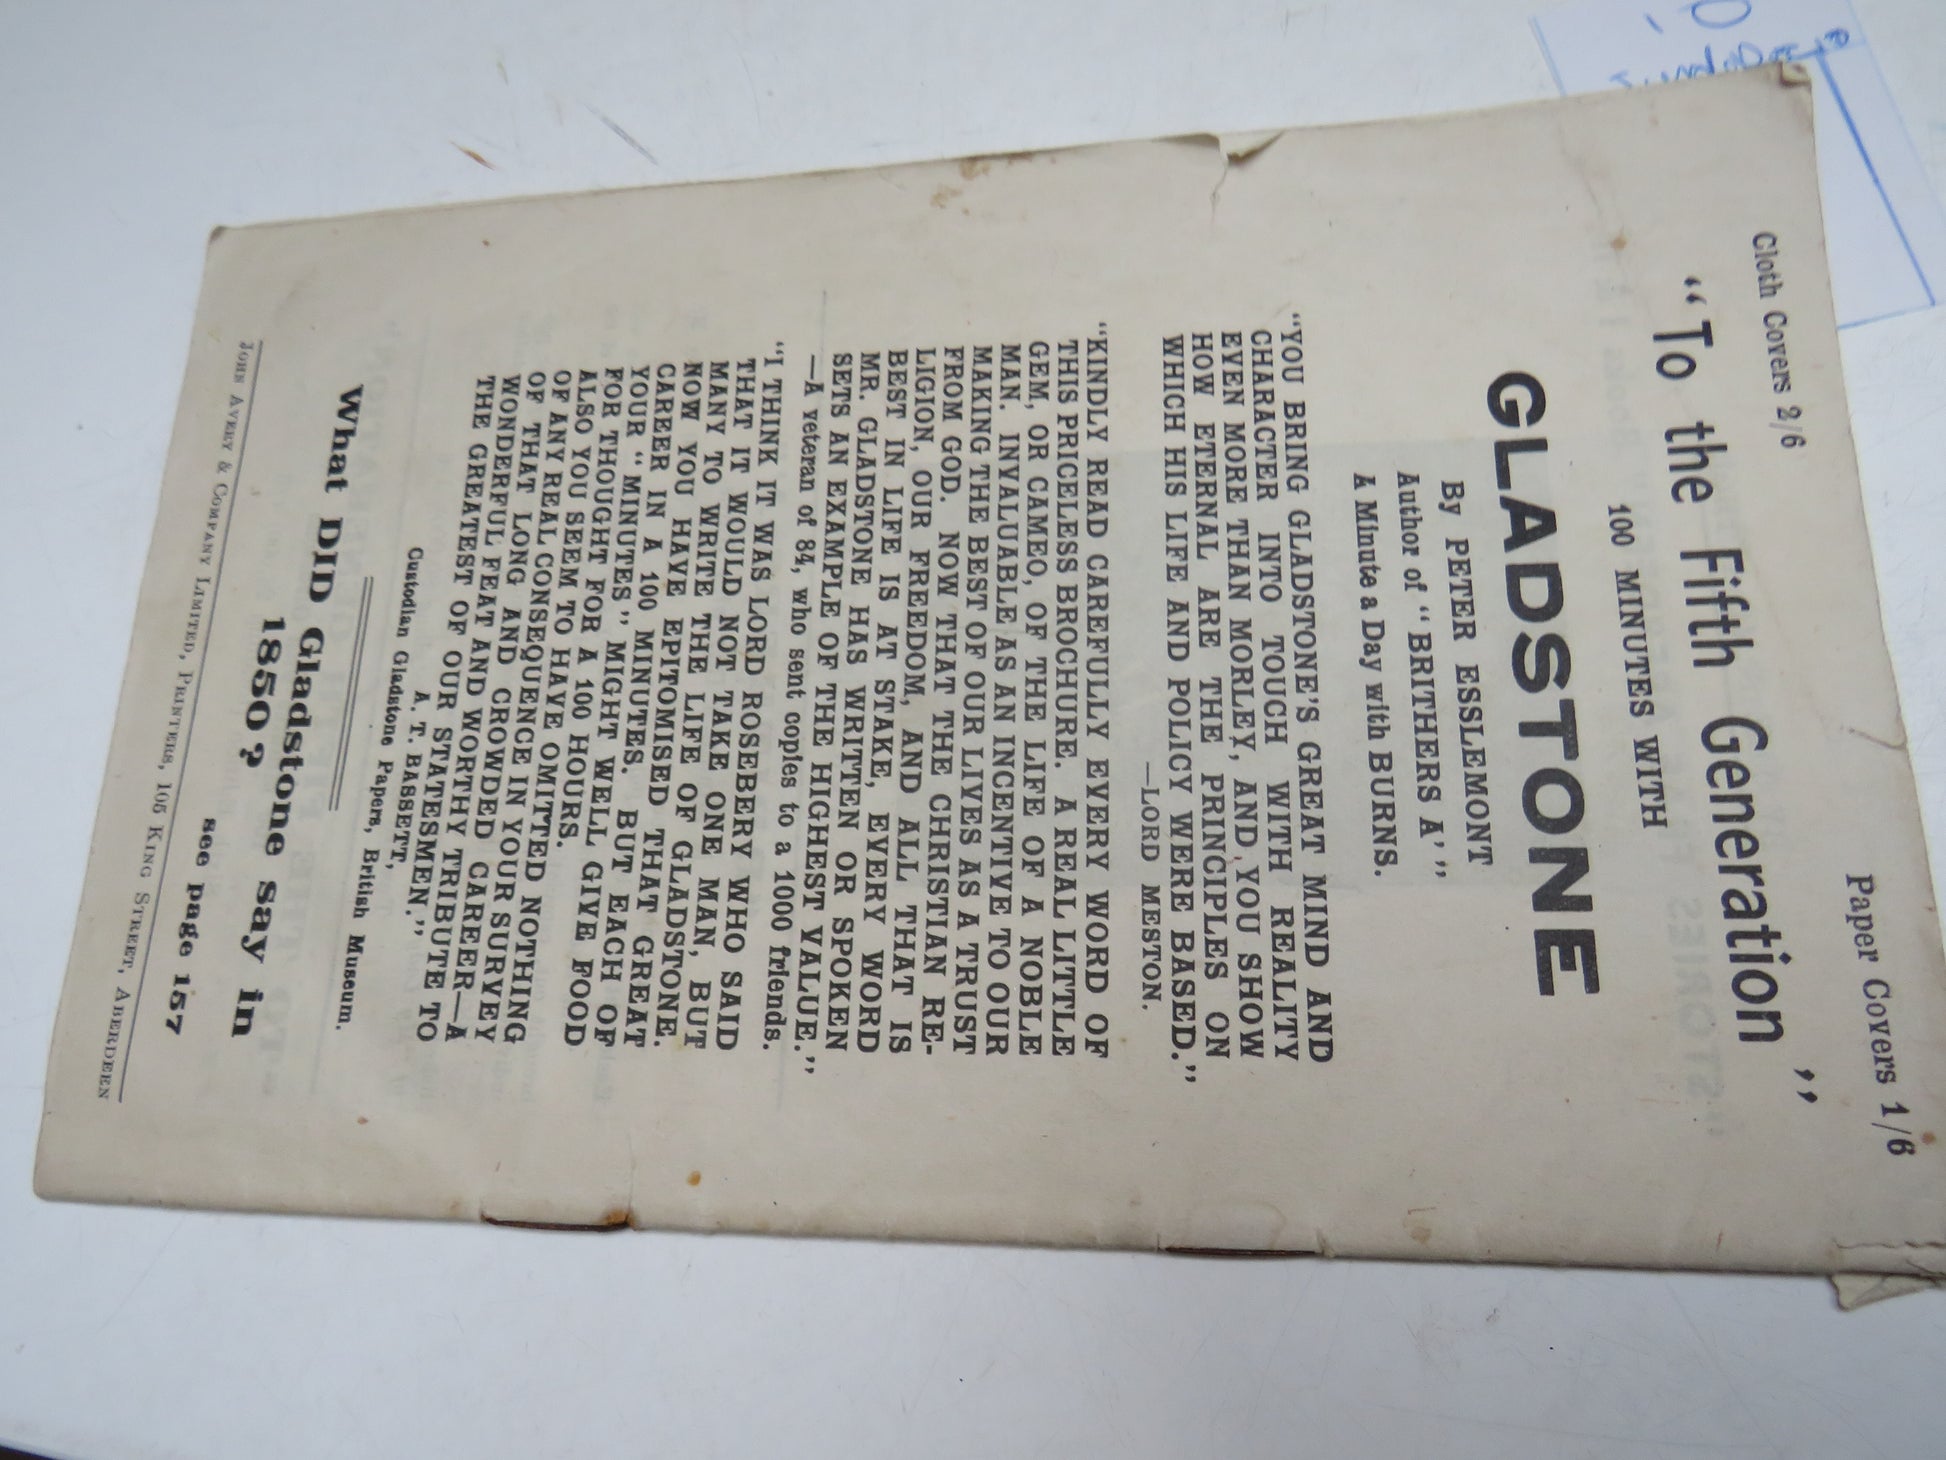 Cloth Covers 2/6
Paper Covers 1/6
"To the Fifth Generation"
100 MINUTES WITH
GLADSTONE
By PETER ESSLEMONT
Author of "BRITHERS A'"
A Minute a Day with BURNS.
"YOU BRING GLADSTONE'S GREAT MIND AND
CHARACTER INTO TOUCH WITH REALITY
EVEN MORE THAN MORLEY, AND YOU SHOW
HOW ETERNAL ARE THE PRINCIPLES ON
WHICH HIS LIFE AND POLICY WERE BASED."
—LORD MESTON.
"KINDLY READ CAREFULLY EVERY WORD OF
THIS PRICELESS BROCHURE. A REAL LITTLE
GEM, OR CAMEO, OF THE LIFE OF A NOBLE
MAN. INVALUABLE AS AN INCENTIVE TO OUR
MAKING THE BEST OF OUR LIVES AS A TRUST
FROM GOD. NOW THAT THE CHRISTIAN RE-
LIGION, OUR FREEDOM, AND ALL THAT IS
BEST IN LIFE IS AT STAKE, EVERY WORD
MR. GLADSTONE HAS WRITTEN OR SPOKEN
SETS AN EXAMPLE OF THE HIGHEST VALUE."
—A veteran of 84, who sent copies to a 1000 friends.
"I THINK IT WAS LORD ROSEBERY WHO SAID
THAT IT WOULD NOT TAKE ONE MAN, BUT
MANY TO WRITE THE LIFE OF GLADSTONE.
NOW YOU HAVE EPITOMISED THAT GREAT
CAREER IN A 100 MINUTES. BUT EACH OF
YOUR "MINUTES" MIGHT WELL GIVE FOOD
FOR THOUGHT FOR A 100 HOURS.
ALSO YOU SEEM TO HAVE OMITTED NOTHING
OF ANY REAL CONSEQUENCE IN YOUR SURVEY
OF THAT LONG AND CROWDED CAREER—A
WONDERFUL FEAT AND WORTHY TRIBUTE TO
THE GREATEST OF OUR STATESMEN."
A. T. BASSETT,
Custodian Gladstone Papers, British Museum.
What DID Gladstone say in
1850?
see page 157
JOHN AVERY & COMPANY LIMITED, PRINTERS, 105 KING STREET, ABERDEEN